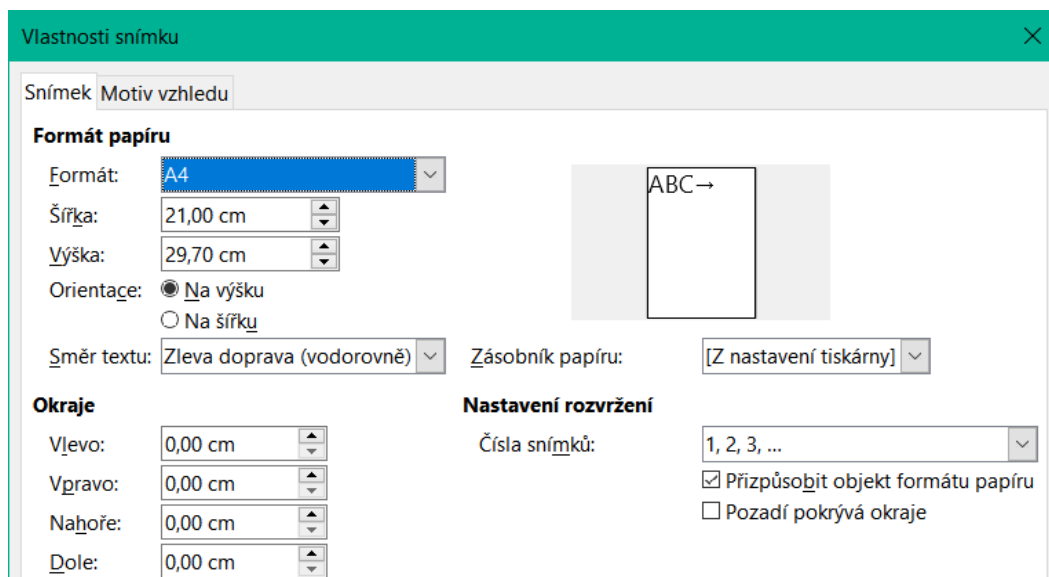 Vlastnosti snímku
Snímek Motiv vzhledu
Formát papíru
Formát: A4
ABC→
Šířka: 21,00 cm
Výška: 29,70 cm
Orientace: Na výšku
Na šířku
Směr textu: Zleva doprava (vodorovně) Zásobník papíru: [Z nastavení tiskárny]
Okraje Nastavení rozvržení
Vlevo: 0,00 cm Čísla snímků: 1, 2, 3, ...
Vpravo: 0,00 cm Přizpůsobit objekt formátu papíru
Nahoře: 0,00 cm Pozadí pokrývá okraje
Dole: 0,00 cm